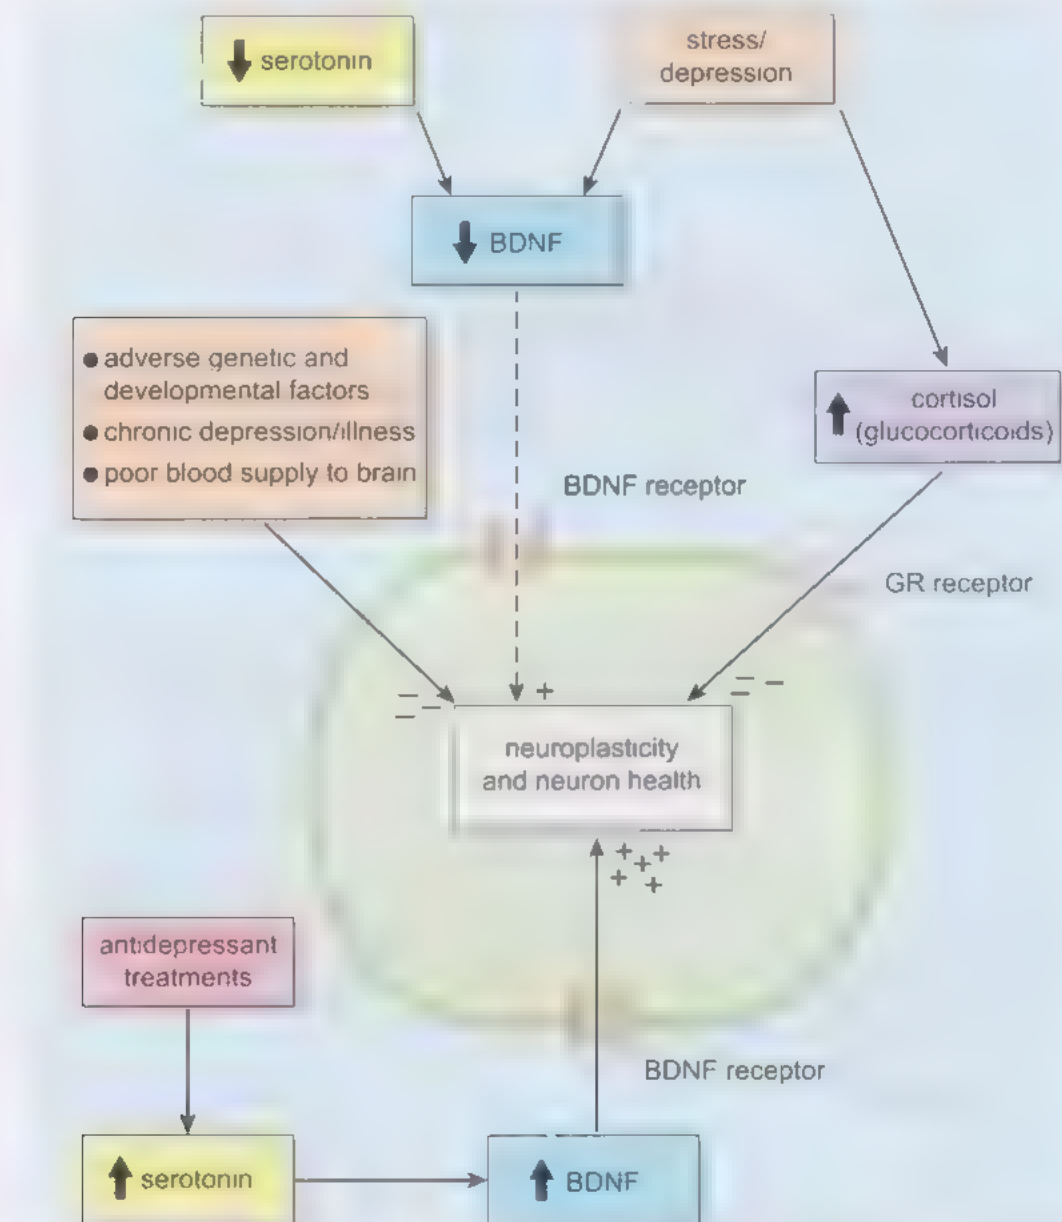 serotonin
stress/
depression
BDNF
● adverse genetic and
developmental factors
● chronic depression/illness
● poor blood supply to brain
cortisol
(glucocorticoids)
BDNF receptor
GR receptor
+
− − −
− − −
neuroplasticity
and neuron health
+ + + + +
antidepressant
treatments
BDNF receptor
serotonin
BDNF